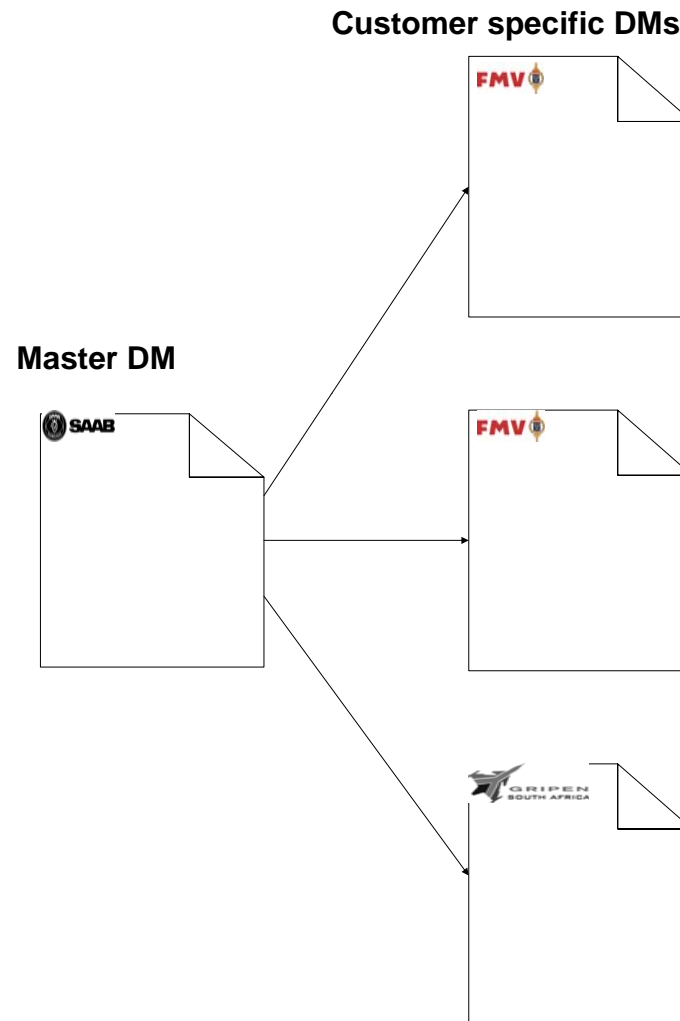 Customer specific DMs
FMV
Master DM
SAAB
FMV
GRIPEN
SOUTH AFRICA